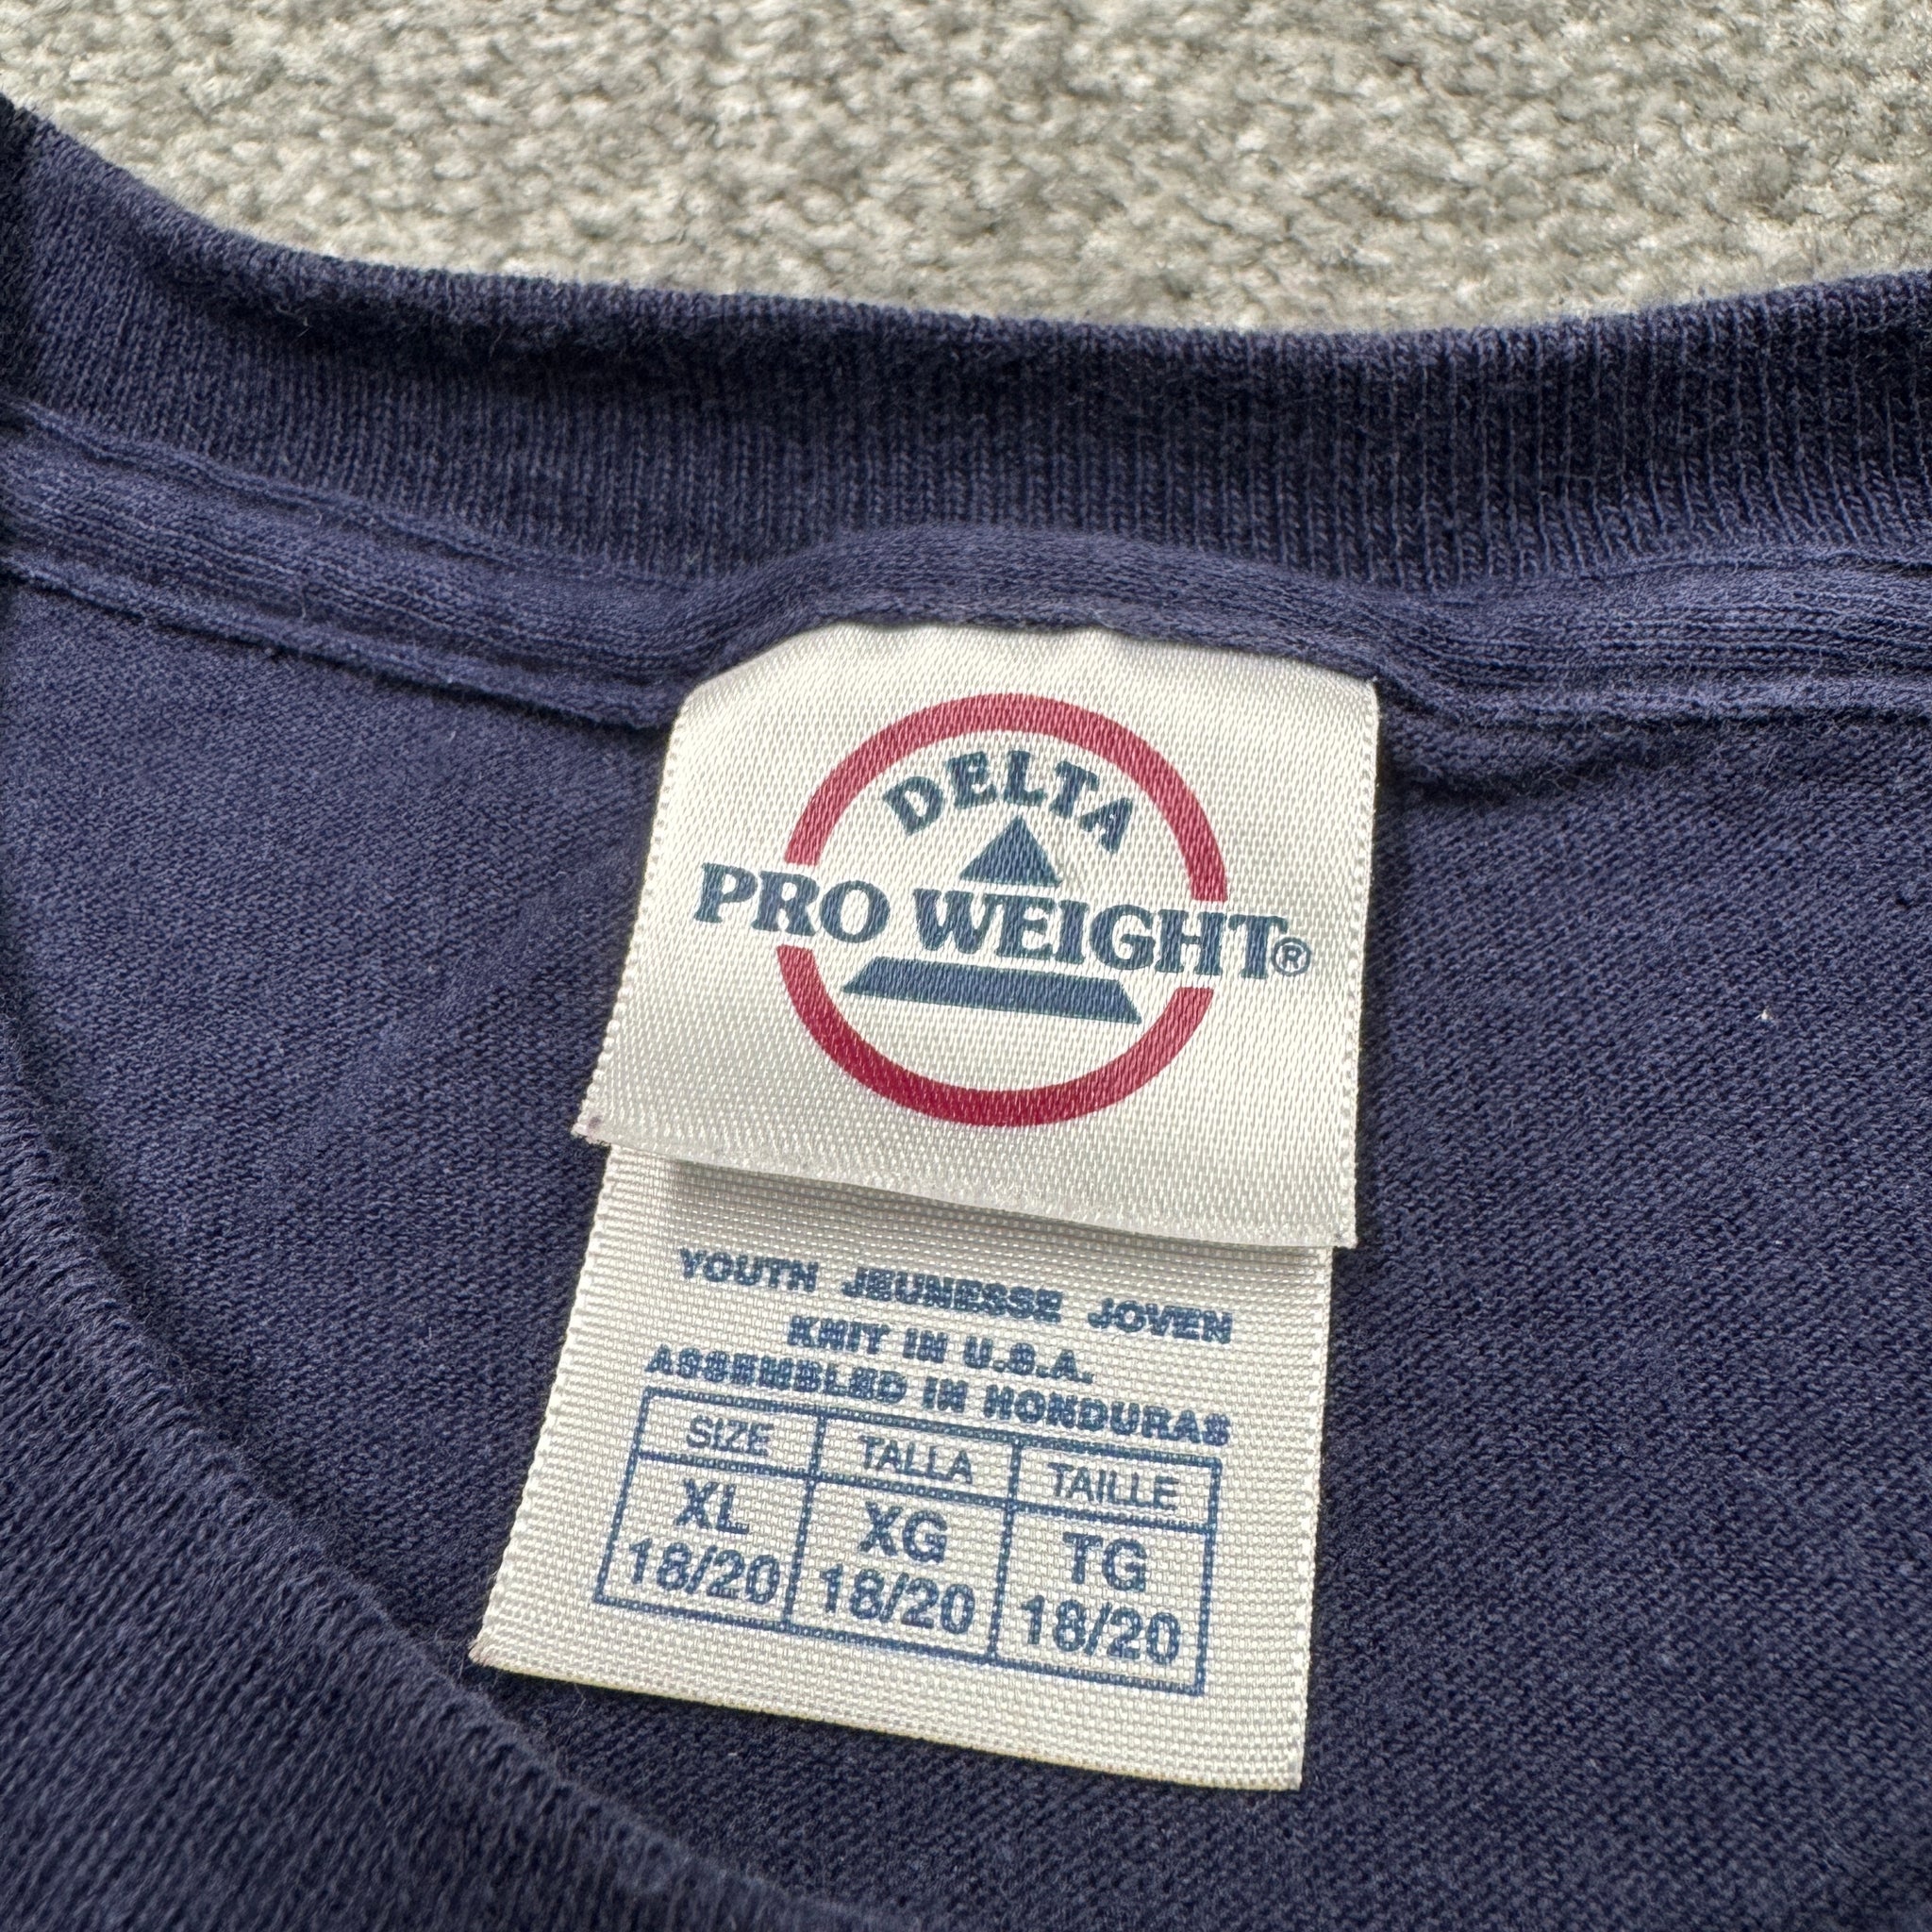 DELTA
PRO WEIGHT®
YOUTH JEUNESSE JOVEN
KNIT IN U.S.A.
ASSEMBLED IN HONDURAS
SIZE TALLA TAILLE
XL XG TG
18/20 18/20 18/20